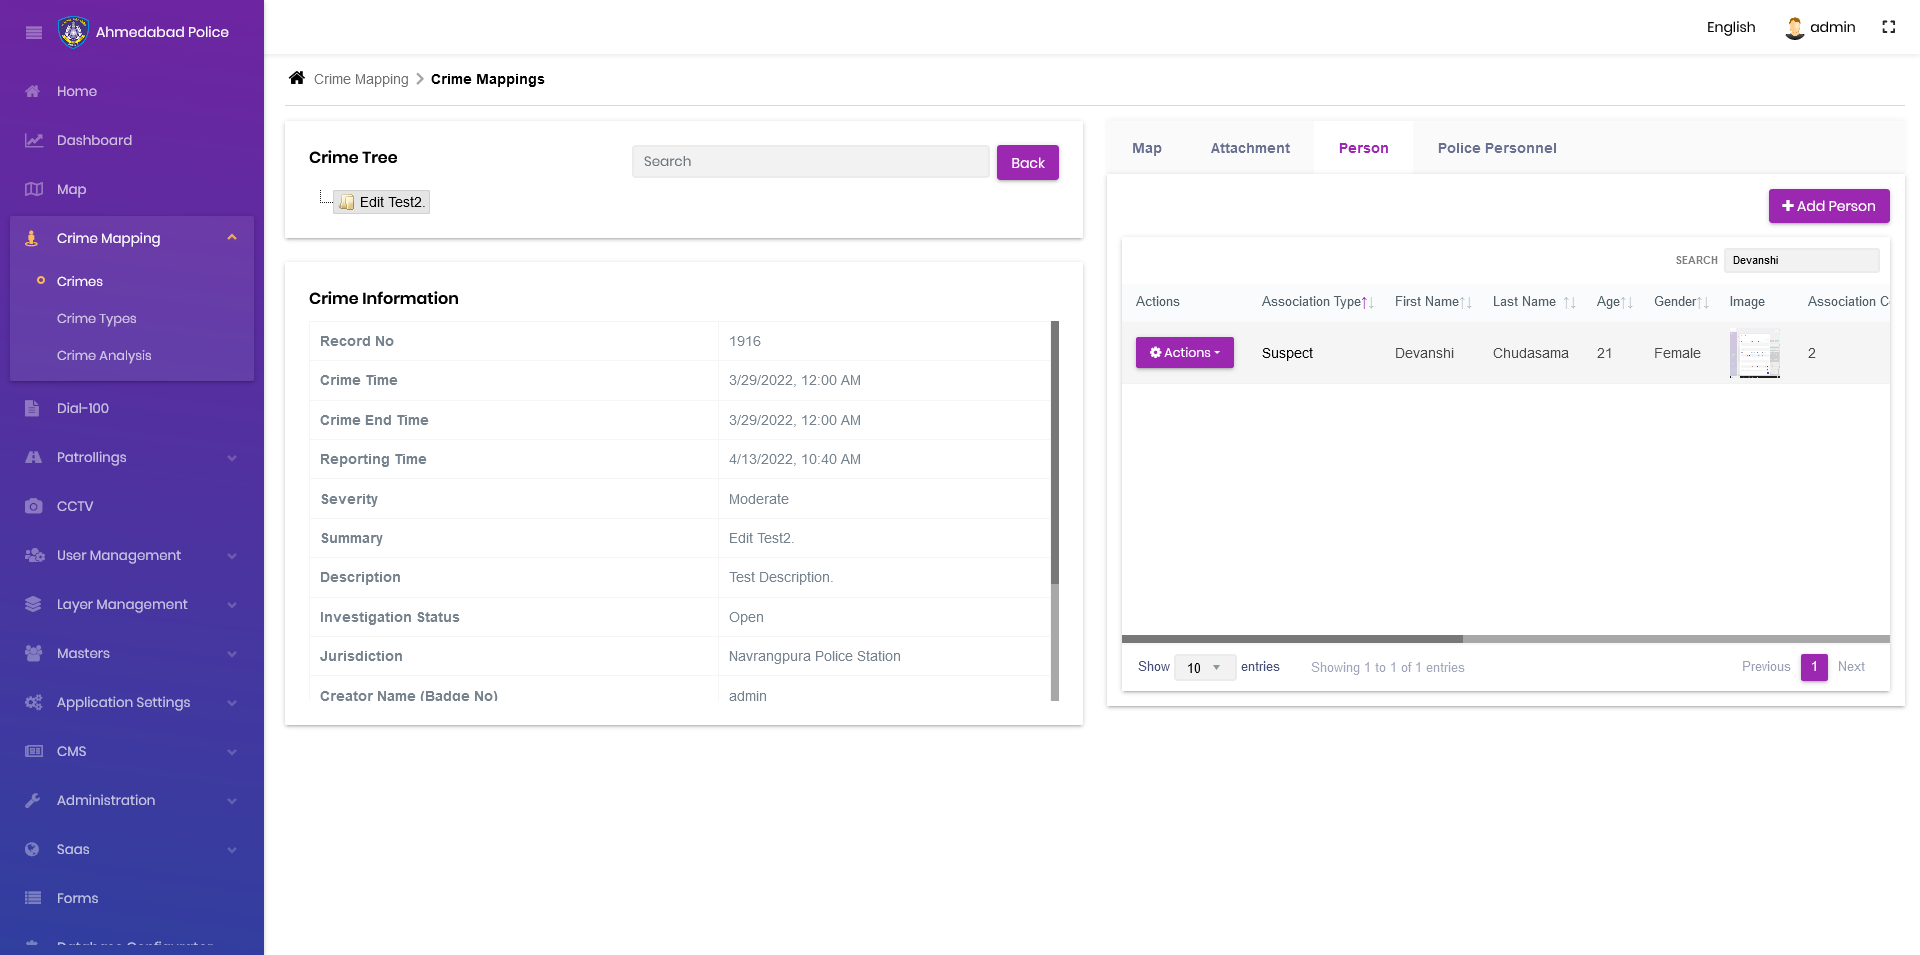 Ahmedabad Police
English
admin
Home
Dashboard
Map
Crime Mapping
Crimes
Crime Types
Crime Analysis
Dial-100
Patrollings
CCTV
User Management
Layer Management
Masters
Application Settings
CMS
Administration
Saas
Forms
Database Configurator
Crime Mapping Crime Mappings
Crime Tree
Search
Back
Edit Test2.
Crime Information
Record No 1916
Crime Time 3/29/2022, 12:00 AM
Crime End Time 3/29/2022, 12:00 AM
Reporting Time 4/13/2022, 10:40 AM
Severity Moderate
Summary Edit Test2.
Description Test Description.
Investigation Status Open
Jurisdiction Navrangpura Police Station
Creator Name (Badge No) admin
Map Attachment Person Police Personnel
Add Person
SEARCH Devanshi
Actions Association Type First Name Last Name Age Gender Image Association C
Actions Suspect Devanshi Chudasama 21 Female 2
Show 10 entries Showing 1 to 1 of 1 entries Previous 1 Next